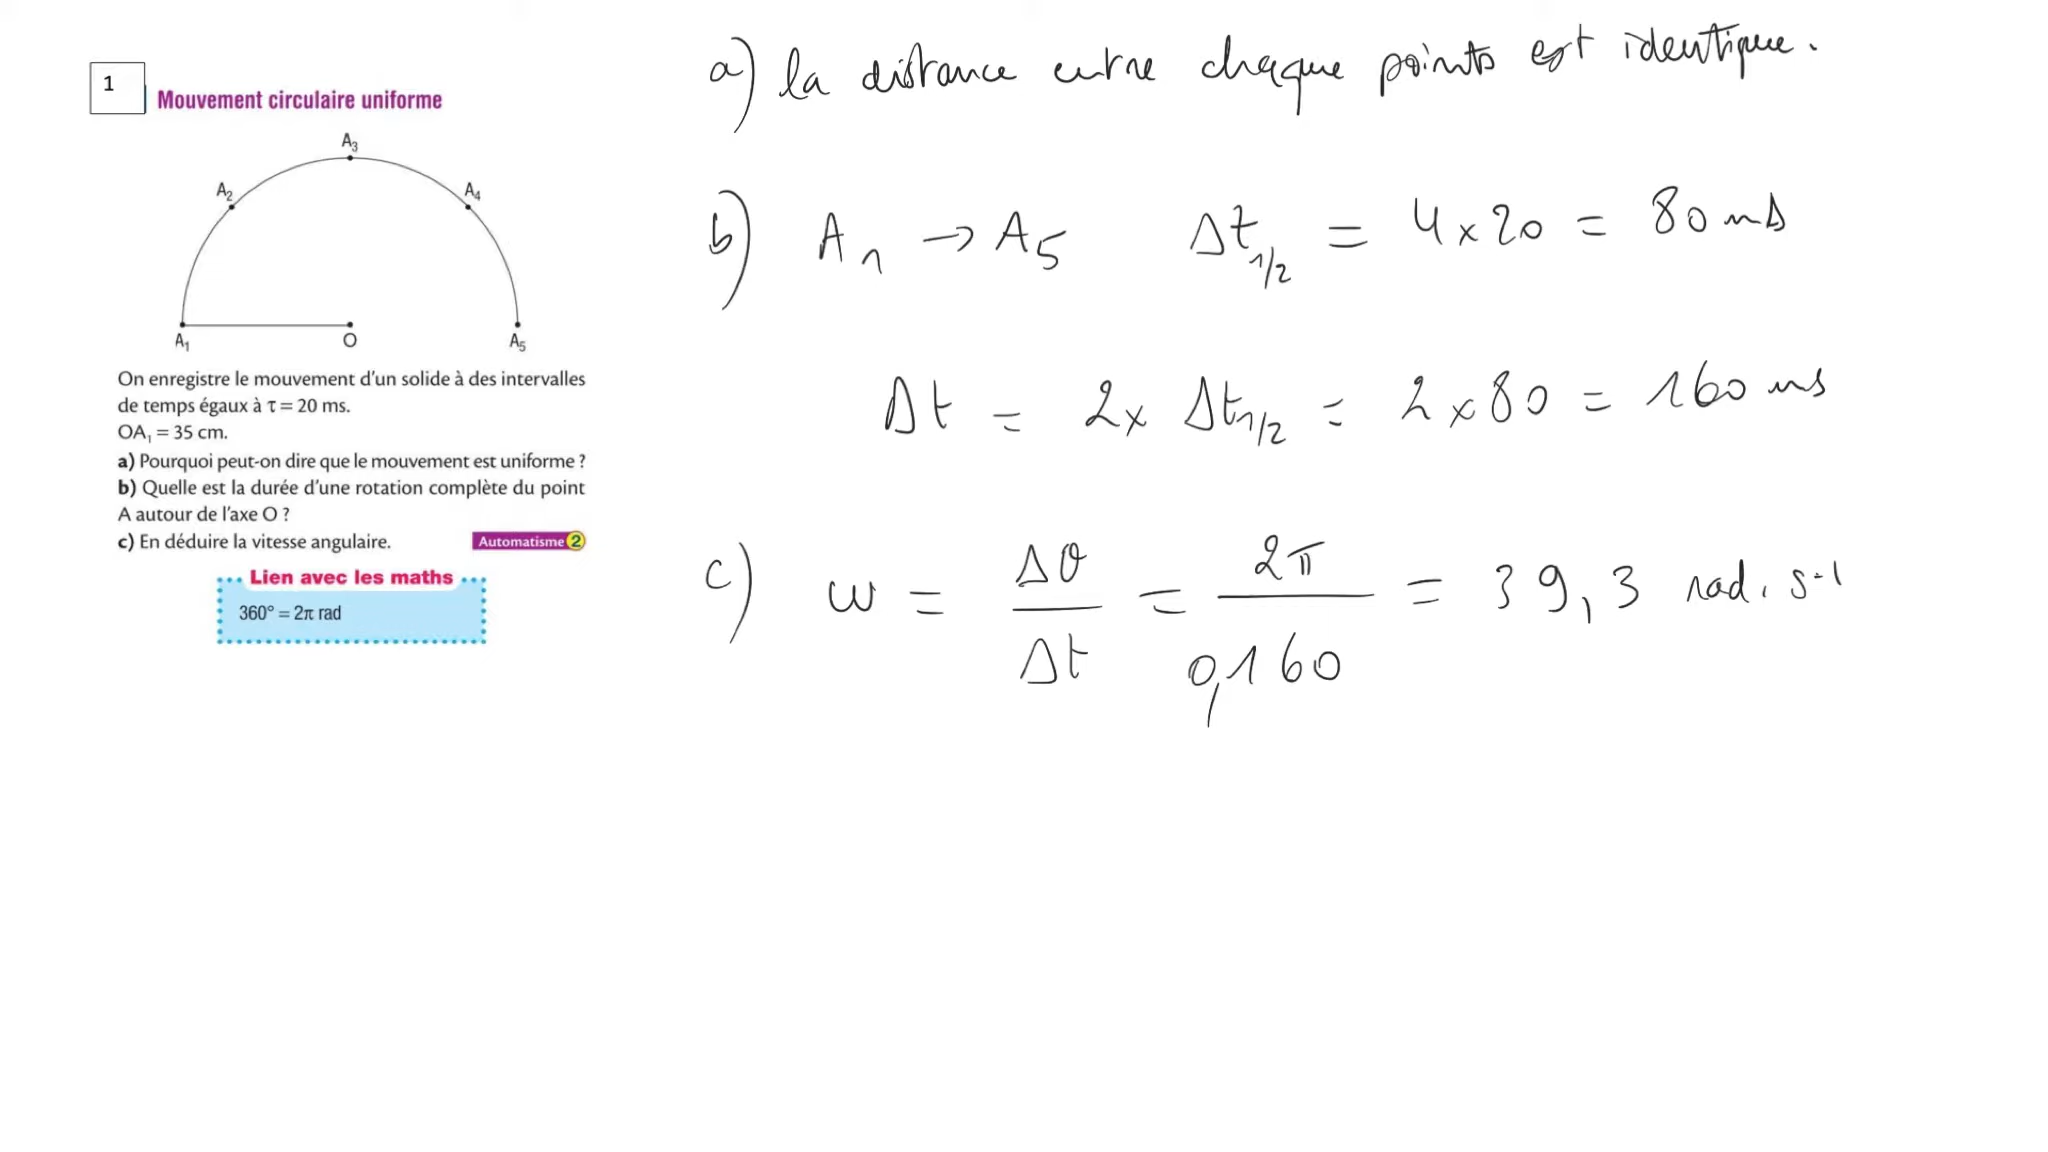 1
Mouvement circulaire uniforme
A₃
A₂
A₄
A₁
O
A₅
On enregistre le mouvement d'un solide à des intervalles
de temps égaux à τ = 20 ms.
OA₁ = 35 cm.
a) Pourquoi peut-on dire que le mouvement est uniforme ?
b) Quelle est la durée d'une rotation complète du point
A autour de l'axe O ?
c) En déduire la vitesse angulaire.
Automatisme 2
Lien avec les maths
360° = 2π rad
a) la distance entre chaque points est identique.
b) A₁ → A₅ Δt₁/₂ = 4 x 20 = 80 ms
Δt = 2x Δt₁/₂ = 2 x 80 = 160 ms
c) ω = Δθ/Δt = 2π/0,160 = 39,3 rad. s-1